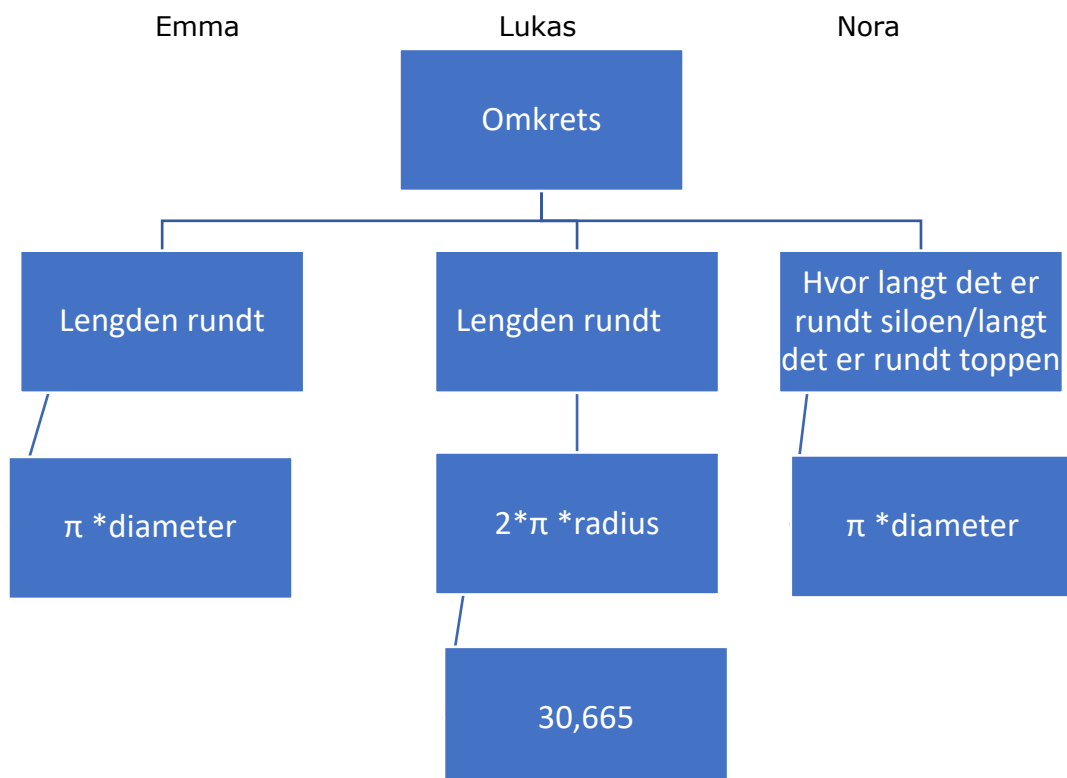 Emma
Lukas
Nora
Omkrets
Lengden rundt
Lengden rundt
Hvor langt det er
rundt siloen/langt
det er rundt toppen
π *diameter
2*π *radius
π *diameter
30,665